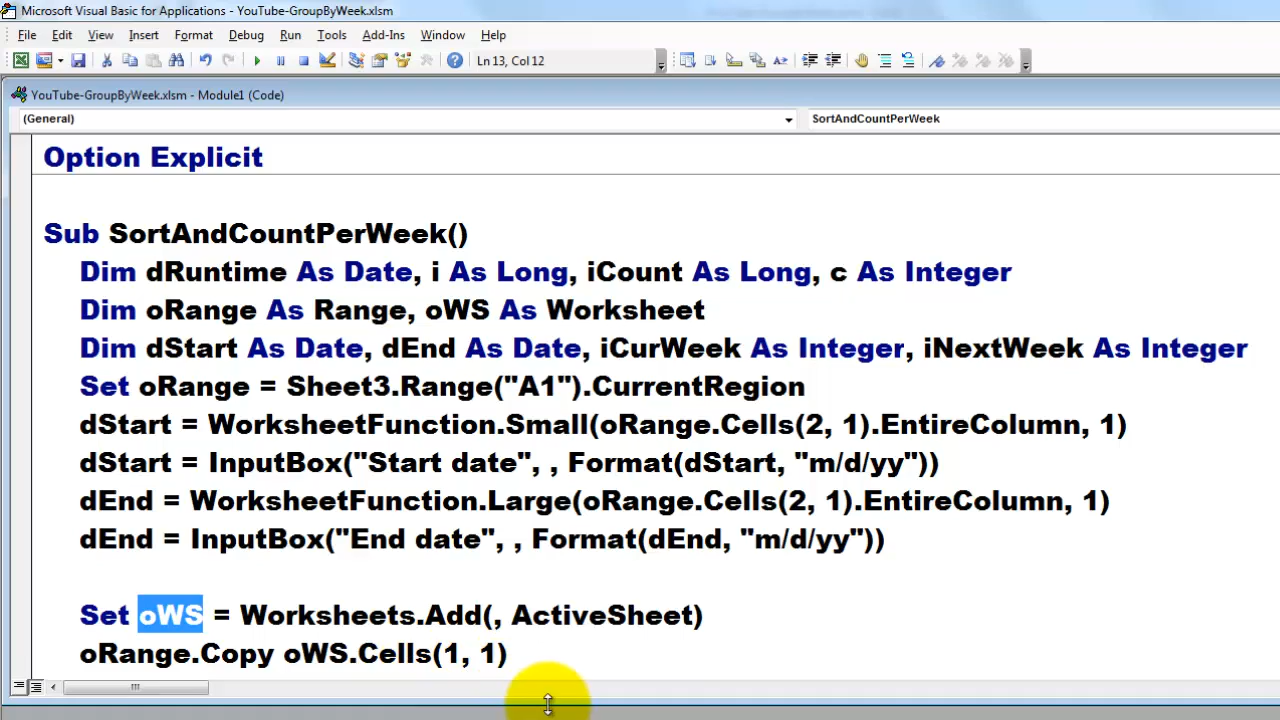 Microsoft Visual Basic for Applications - YouTube-GroupByWeek.xlsm
File Edit View Insert Format Debug Run Tools Add-Ins Window Help
Ln 13, Col 12
YouTube-GroupByWeek.xlsm - Module1 (Code)
(General) SortAndCountPerWeek
Option Explicit
Sub SortAndCountPerWeek()
Dim dRuntime As Date, i As Long, iCount As Long, c As Integer
Dim oRange As Range, oWS As Worksheet
Dim dStart As Date, dEnd As Date, iCurWeek As Integer, iNextWeek As Integer
Set oRange = Sheet3.Range("A1").CurrentRegion
dStart = WorksheetFunction.Small(oRange.Cells(2, 1).EntireColumn, 1)
dStart = InputBox("Start date", , Format(dStart, "m/d/yy"))
dEnd = WorksheetFunction.Large(oRange.Cells(2, 1).EntireColumn, 1)
dEnd = InputBox("End date", , Format(dEnd, "m/d/yy"))
Set oWS = Worksheets.Add(, ActiveSheet)
oRange.Copy oWS.Cells(1, 1)